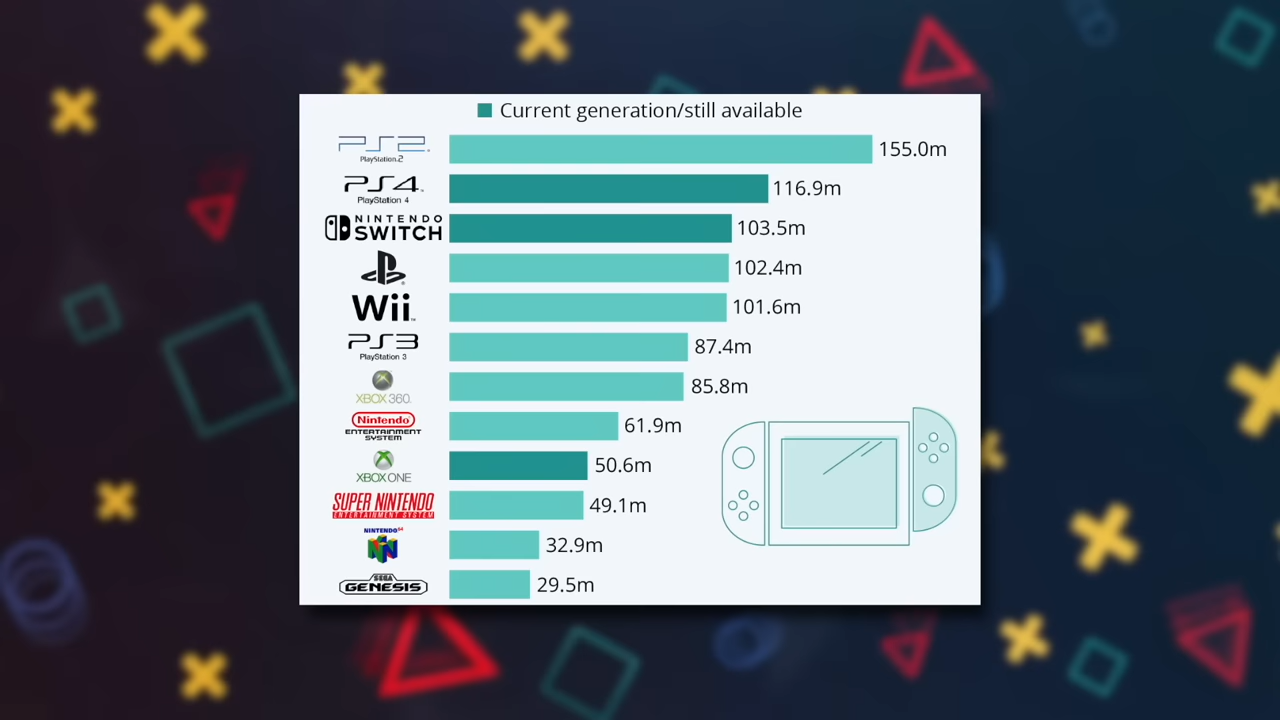 Current generation/still available
PS2
PlayStation.2
155.0m
PS4
PlayStation 4
116.9m
NINTENDO
SWITCH
103.5m
102.4m
Wii
101.6m
PS3
PlayStation 3
87.4m
XBOX 360
85.8m
Nintendo
ENTERTAINMENT
SYSTEM
61.9m
XBOX ONE
50.6m
SUPER NINTENDO
ENTERTAINMENT SYSTEM
49.1m
NINTENDO 64
32.9m
SEGA
GENESIS
29.5m